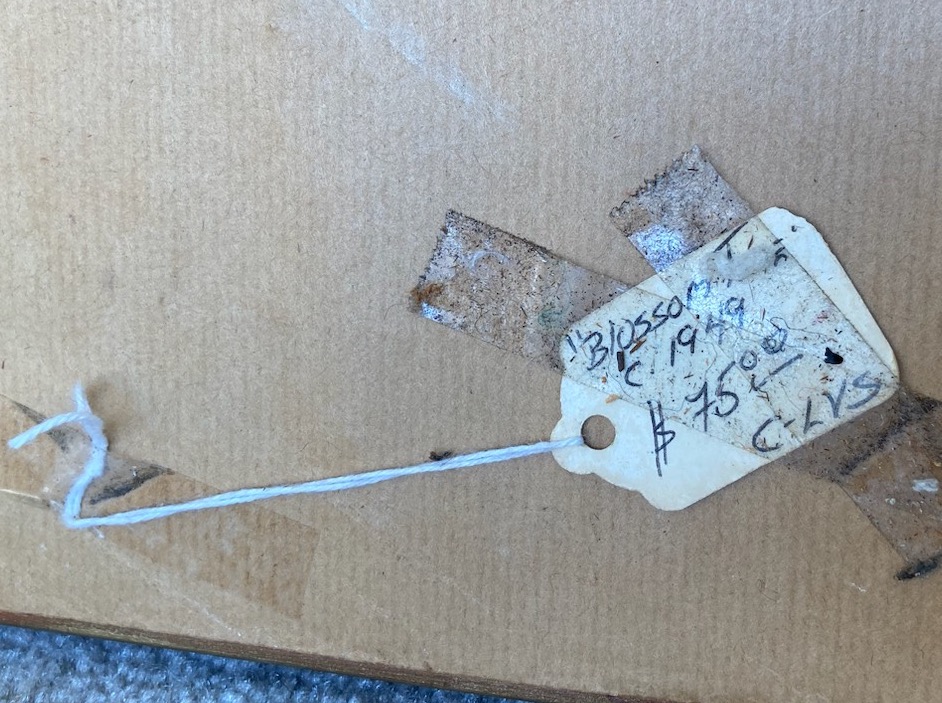 "Blossom"
C 1949
$ 75 00
C-LVS